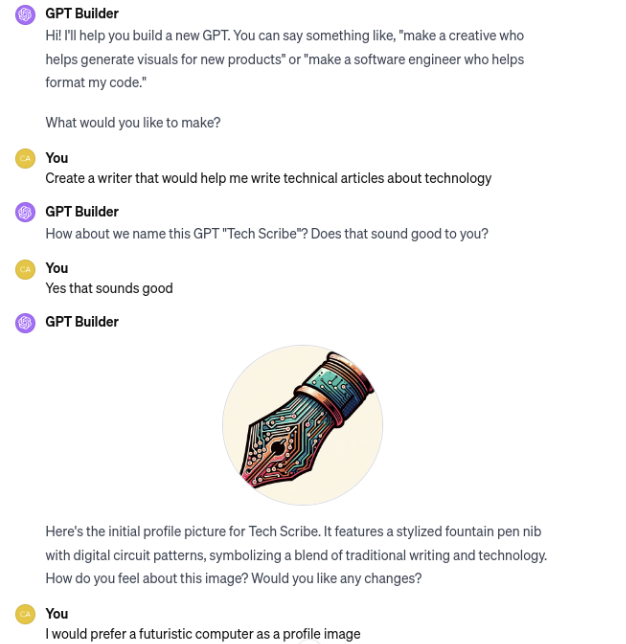 GPT Builder
Hi! I'll help you build a new GPT. You can say something like, "make a creative who
helps generate visuals for new products" or "make a software engineer who helps
format my code."
What would you like to make?
CA
You
Create a writer that would help me write technical articles about technology
GPT Builder
How about we name this GPT "Tech Scribe"? Does that sound good to you?
CA
You
Yes that sounds good
GPT Builder
Here's the initial profile picture for Tech Scribe. It features a stylized fountain pen nib
with digital circuit patterns, symbolizing a blend of traditional writing and technology.
How do you feel about this image? Would you like any changes?
CA
You
I would prefer a futuristic computer as a profile image